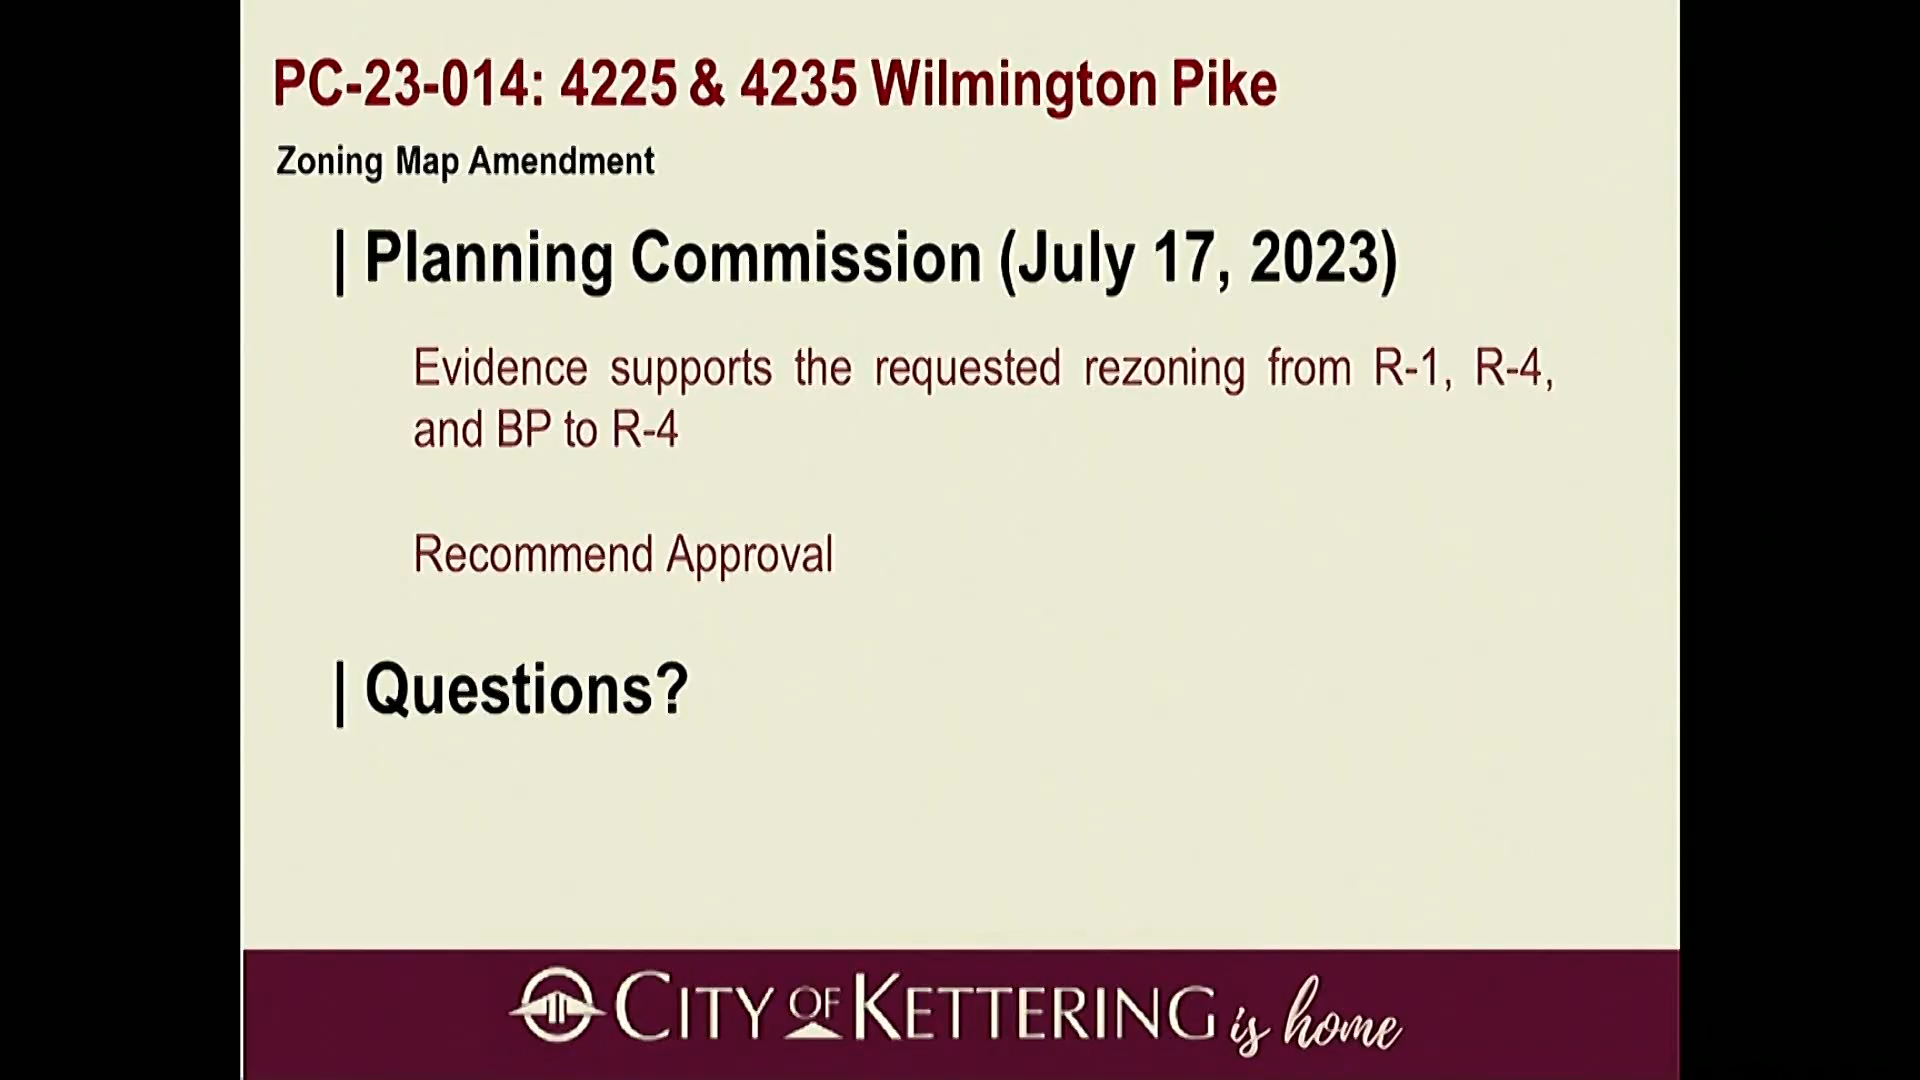 PC-23-014: 4225 & 4235 Wilmington Pike
Zoning Map Amendment
| Planning Commission (July 17, 2023)
Evidence supports the requested rezoning from R-1, R-4,
and BP to R-4
Recommend Approval
| Questions?
CITY OF KETTERING is home